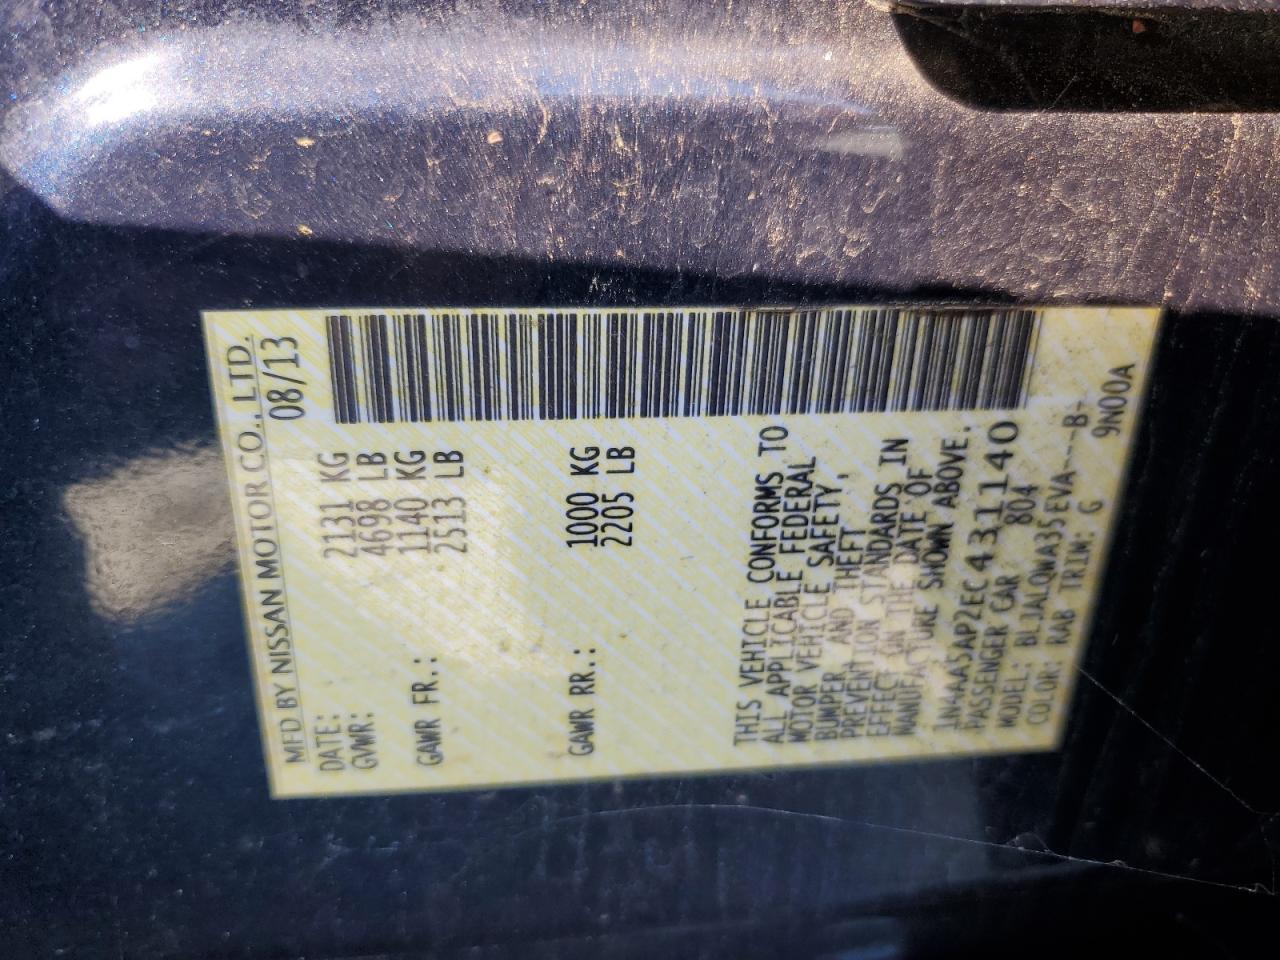 MFD BY NISSAN MOTOR CO., LTD.
DATE: 08/13
GVWR: 2131 KG
4698 LB
GAWR FR.: 1140 KG
2513 LB
GAWR RR.: 1000 KG
2205 LB
THIS VEHICLE CONFORMS TO
ALL APPLICABLE FEDERAL
MOTOR VEHICLE SAFETY,
BUMPER AND THEFT
PREVENTION STANDARDS IN
EFFECT ON THE DATE OF
MANUFACTURE SHOWN ABOVE.
1N4AA5AP2EC431140
PASSENGER CAR 804
MODEL: BLJALQWA35EVA---B-
COLOR: RAB TRIM: G 9N00A